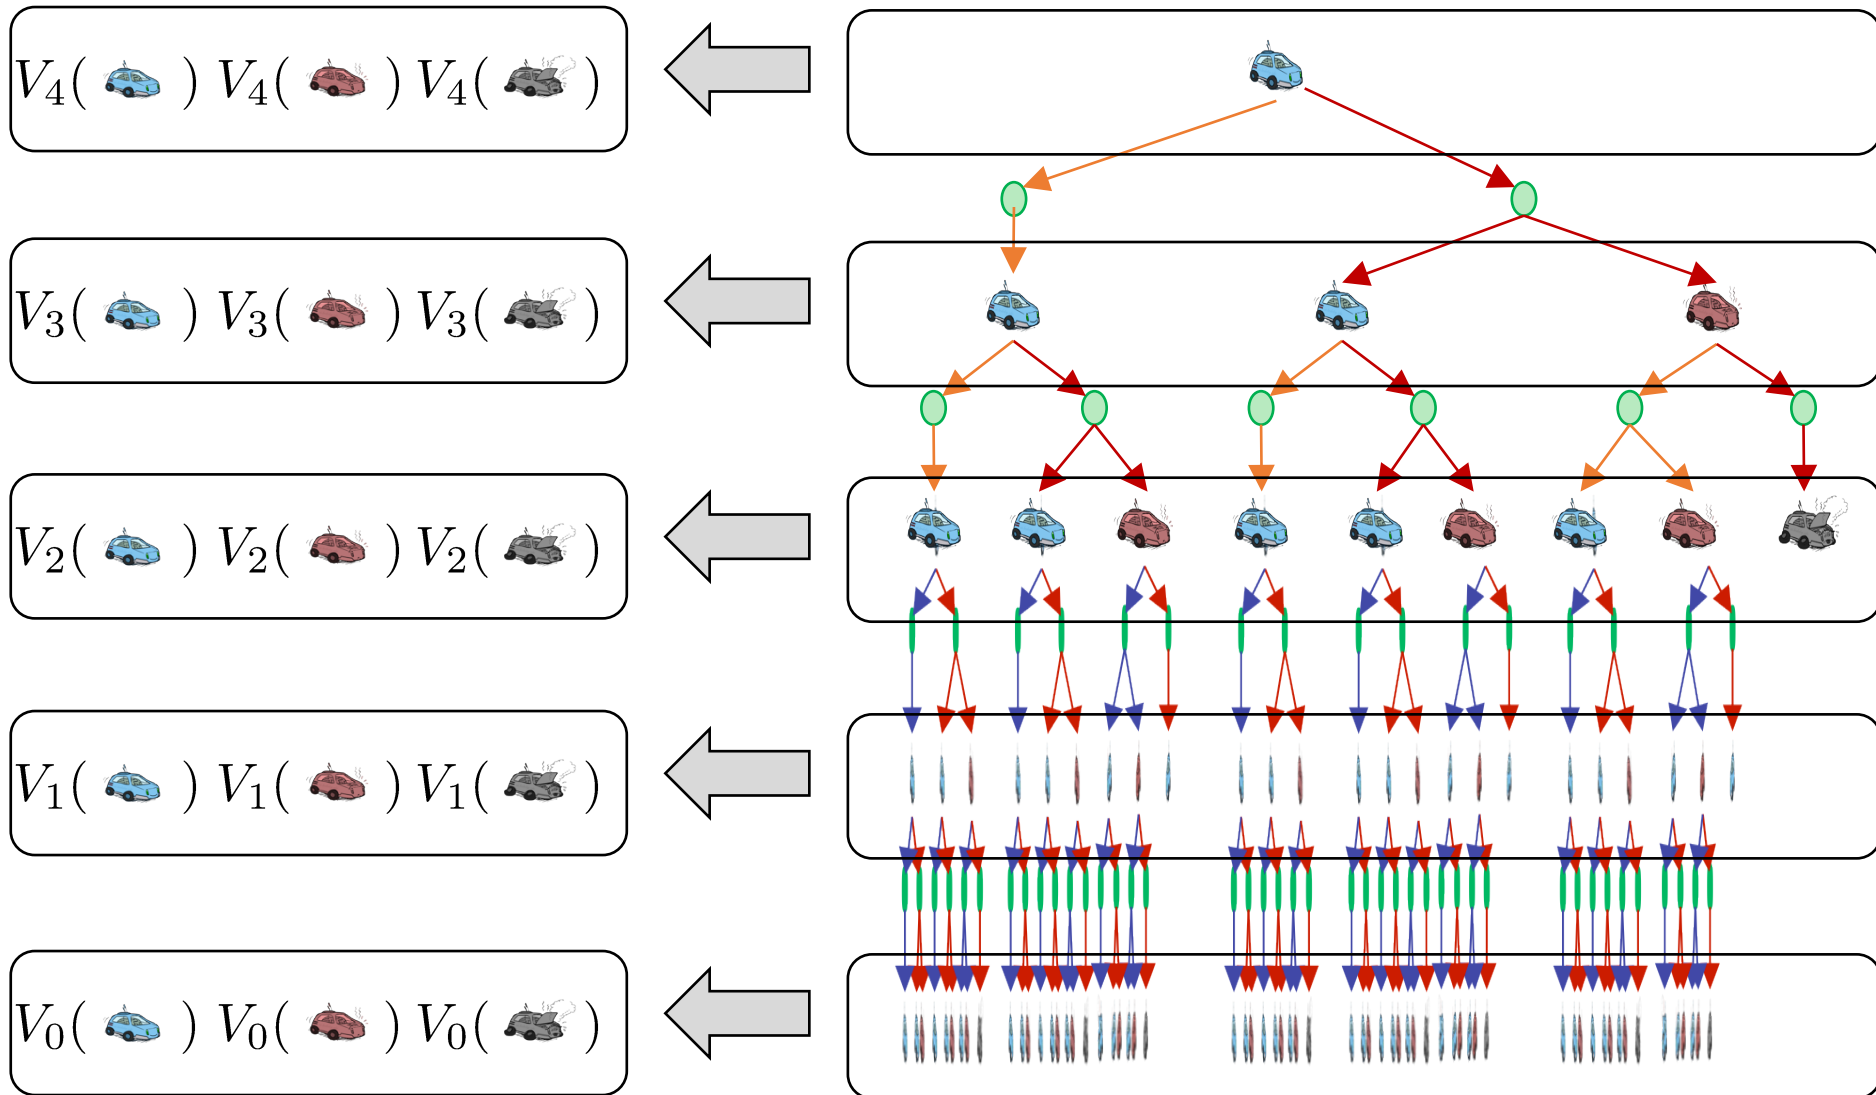 V₄( ) V₄( ) V₄( )
V₃( ) V₃( ) V₃( )
V₂( ) V₂( ) V₂( )
V₁( ) V₁( ) V₁( )
V₀( ) V₀( ) V₀( )